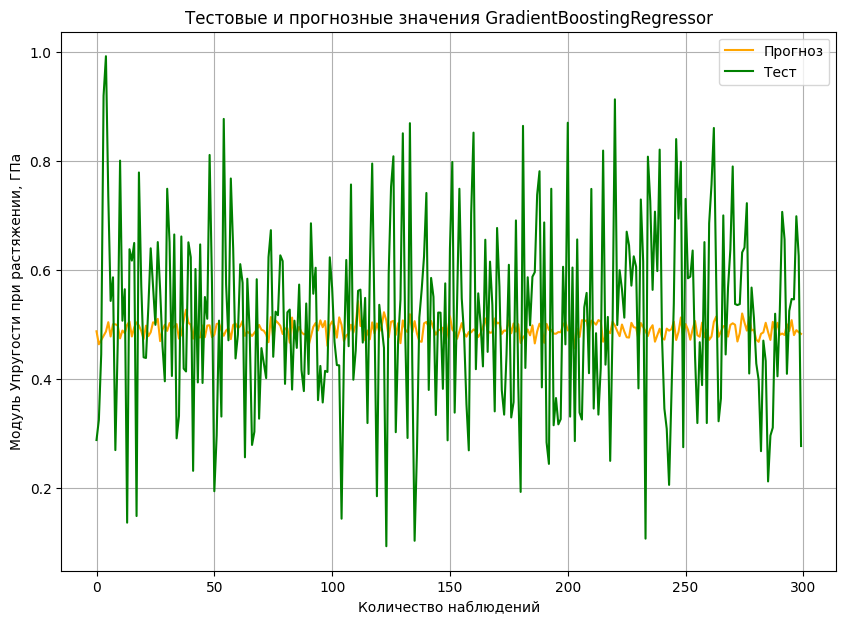 Тестовые и прогнозные значения GradientBoostingRegressor
Прогноз
Тест
Модуль Упругости при растяжении, ГПа
1.0
0.8
0.6
0.4
0.2
0
50
100
150
200
250
300
Количество наблюдений